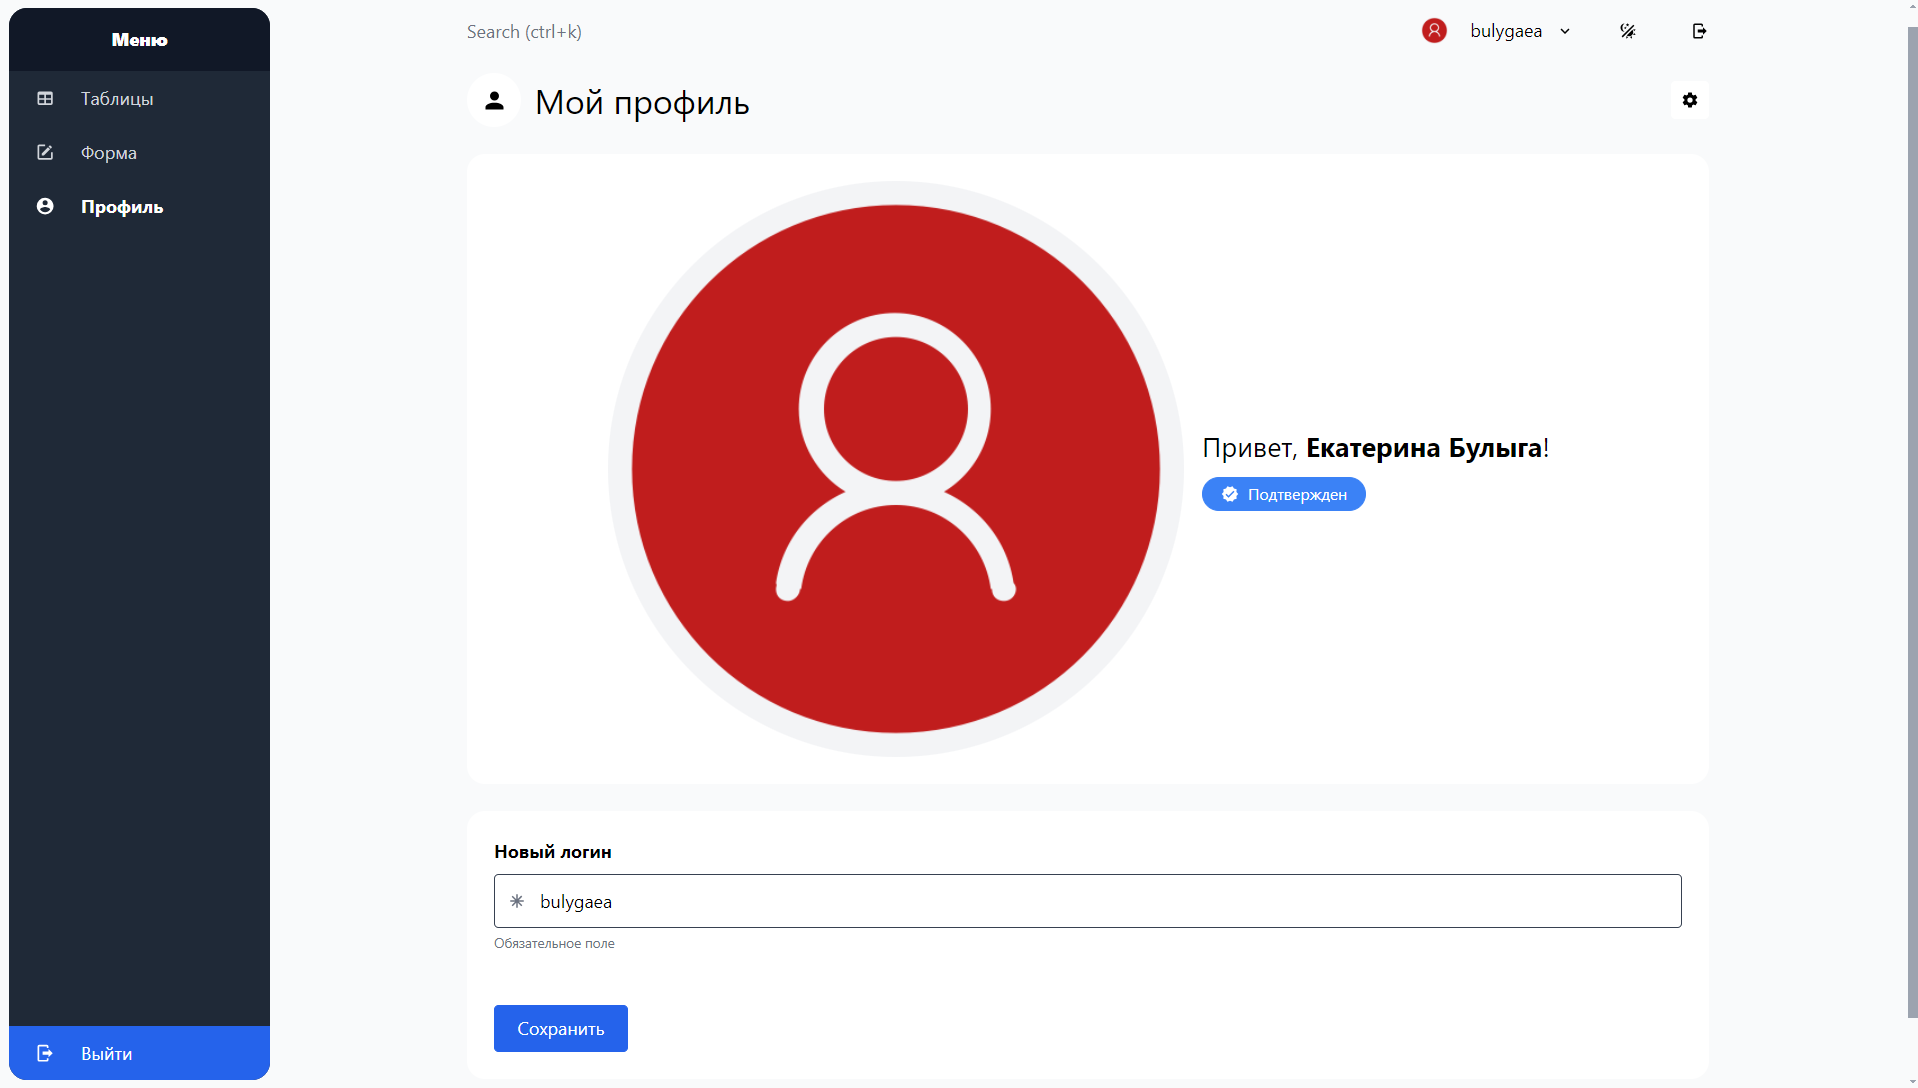 Меню
Таблицы
Форма
Профиль
Выйти
Search (ctrl+k)
bulygaea
Мой профиль
Привет, Екатерина Булыга!
Подтвержден
Новый логин
bulygaea
Обязательное поле
Сохранить